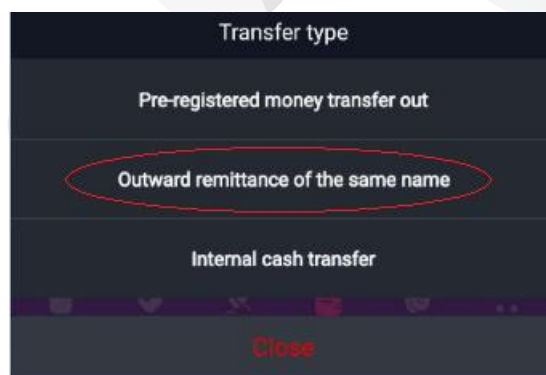 Transfer type
Pre-registered money transfer out
Outward remittance of the same name
Internal cash transfer
Close